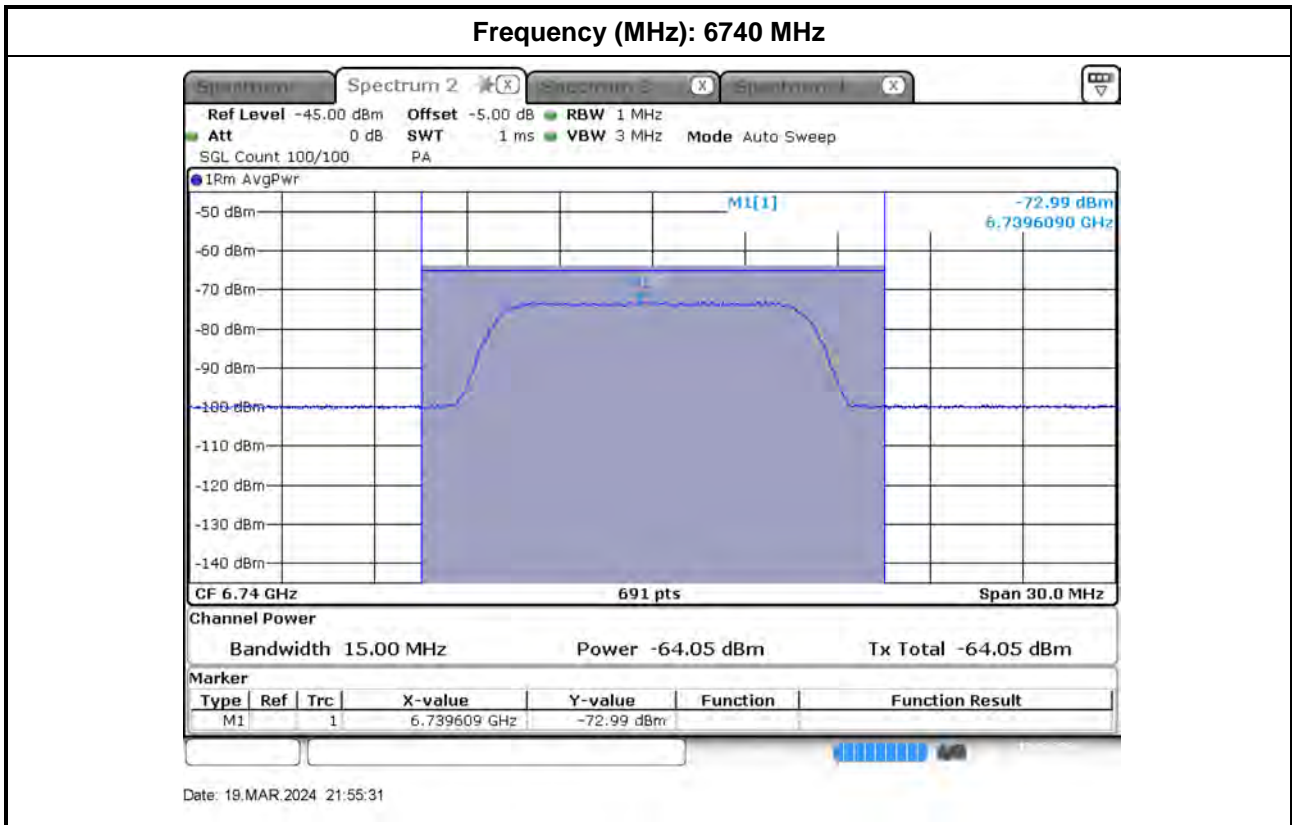 Frequency (MHz): 6740 MHz
Spectrum 2
Ref Level -45.00 dBm Offset -5.00 dB RBW 1 MHz
Att 0 dB SWT 1 ms VBW 3 MHz Mode Auto Sweep
SGL Count 100/100 PA
1Rm AvgPwr
M1[1] -72.99 dBm
6.7396090 GHz
-50 dBm
-60 dBm
-70 dBm
-80 dBm
-90 dBm
-100 dBm
-110 dBm
-120 dBm
-130 dBm
-140 dBm
CF 6.74 GHz 691 pts Span 30.0 MHz
Channel Power
Bandwidth 15.00 MHz Power -64.05 dBm Tx Total -64.05 dBm
Marker
Type Ref Trc X-value Y-value Function Function Result
M1 1 6.739609 GHz -72.99 dBm
Date: 19.MAR.2024 21:55:31